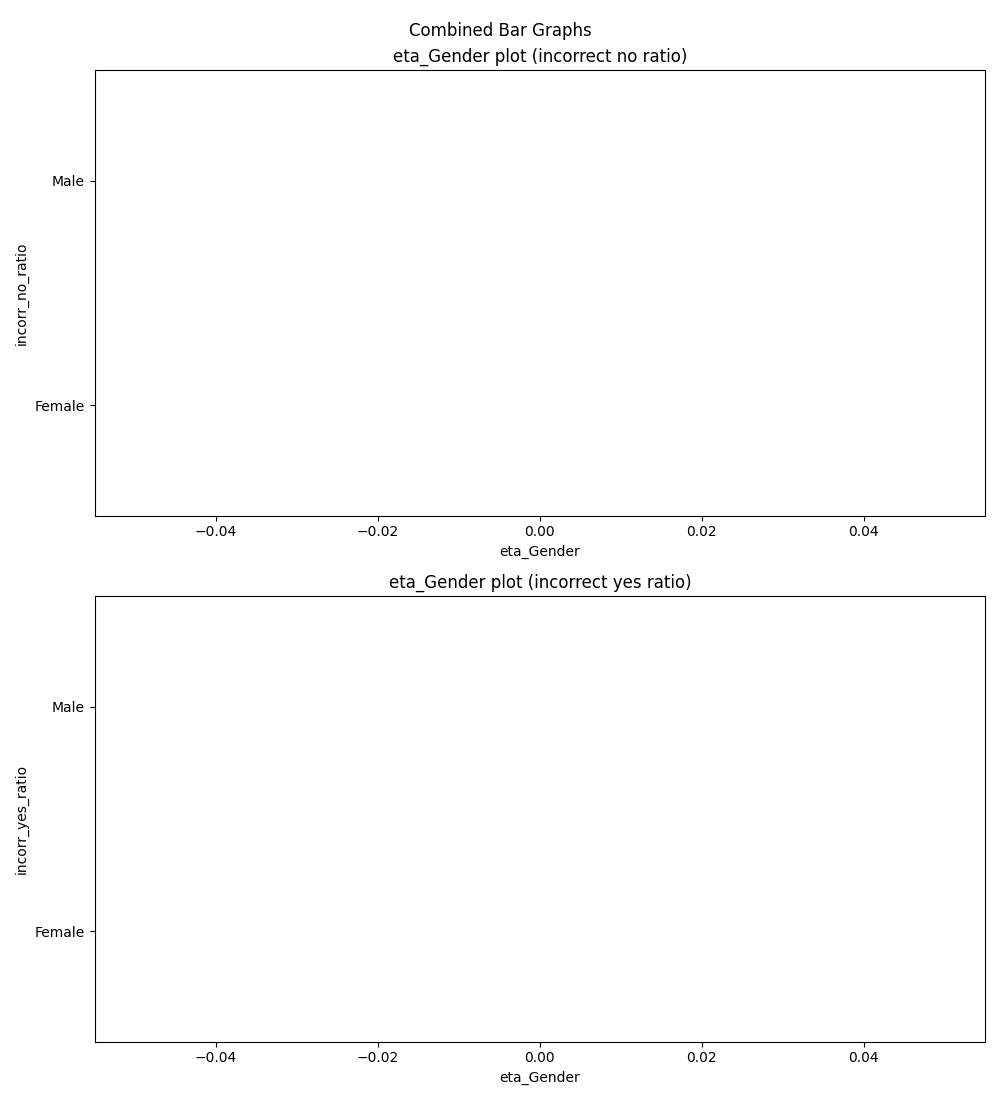 Combined Bar Graphs
eta_Gender plot (incorrect no ratio)
Male
incorr_no_ratio
Female
−0.04 −0.02 0.00 0.02 0.04
eta_Gender
eta_Gender plot (incorrect yes ratio)
Male
incorr_yes_ratio
Female
−0.04 −0.02 0.00 0.02 0.04
eta_Gender